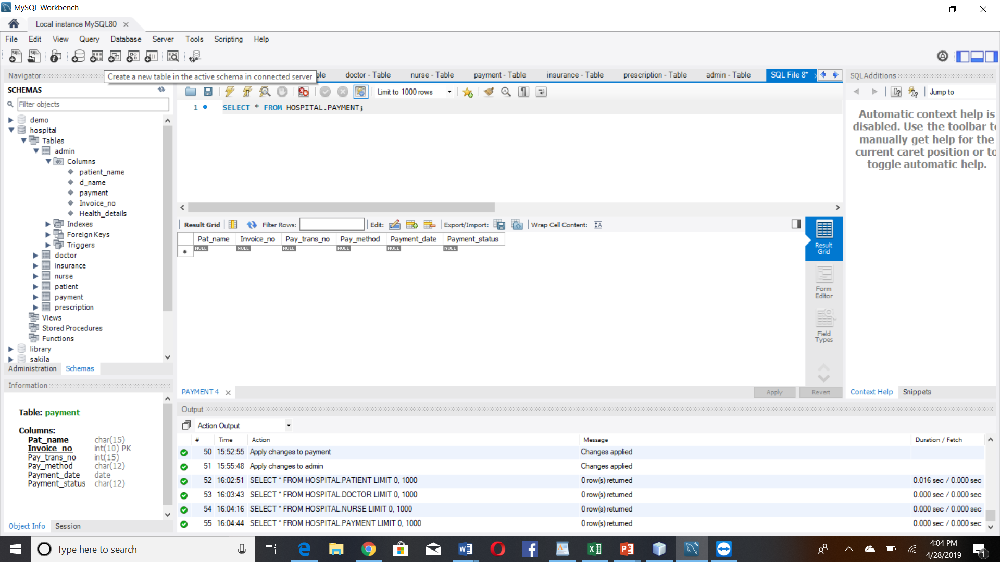 MySQL Workbench
Local instance MySQL80
File Edit View Query Database Server Tools Scripting Help
Navigator
Create a new table in the active schema in connected server
ble
doctor - Table
nurse - Table
payment - Table
insurance - Table
prescription - Table
admin - Table
SQL File 8*
SQLAdditions
SCHEMAS
Filter objects
demo
hospital
Tables
admin
Columns
patient_name
d_name
payment
Invoice_no
Health_details
Indexes
Foreign Keys
Triggers
doctor
insurance
nurse
patient
payment
prescription
Views
Stored Procedures
Functions
library
sakila
Administration Schemas
Information
Table: payment
Columns:
Pat_name char(15)
Invoice_no int(10) PK
Pay_trans_no int(15)
Pay_method char(12)
Payment_date date
Payment_status char(12)
Object Info Session
Limit to 1000 rows
1 SELECT * FROM HOSPITAL.PAYMENT;
Result Grid Filter Rows: Edit: Export/Import: Wrap Cell Content:
Pat_name Invoice_no Pay_trans_no Pay_method Payment_date Payment_status
NULL NULL NULL NULL NULL NULL
Result
Grid
Form
Editor
Field
Types
PAYMENT 4
Apply Revert
Jump to
Automatic context help is
disabled. Use the toolbar to
manually get help for the
current caret position or to
toggle automatic help.
Context Help Snippets
Output
Action Output
# Time Action Message Duration / Fetch
50 15:52:55 Apply changes to payment Changes applied
51 15:55:48 Apply changes to admin Changes applied
52 16:02:51 SELECT * FROM HOSPITAL.PATIENT LIMIT 0, 1000 0 row(s) returned 0.016 sec / 0.000 sec
53 16:03:43 SELECT * FROM HOSPITAL.DOCTOR LIMIT 0, 1000 0 row(s) returned 0.000 sec / 0.000 sec
54 16:04:16 SELECT * FROM HOSPITAL.NURSE LIMIT 0, 1000 0 row(s) returned 0.000 sec / 0.000 sec
55 16:04:44 SELECT * FROM HOSPITAL.PAYMENT LIMIT 0, 1000 0 row(s) returned 0.000 sec / 0.000 sec
Type here to search
4:04 PM
4/28/2019
1